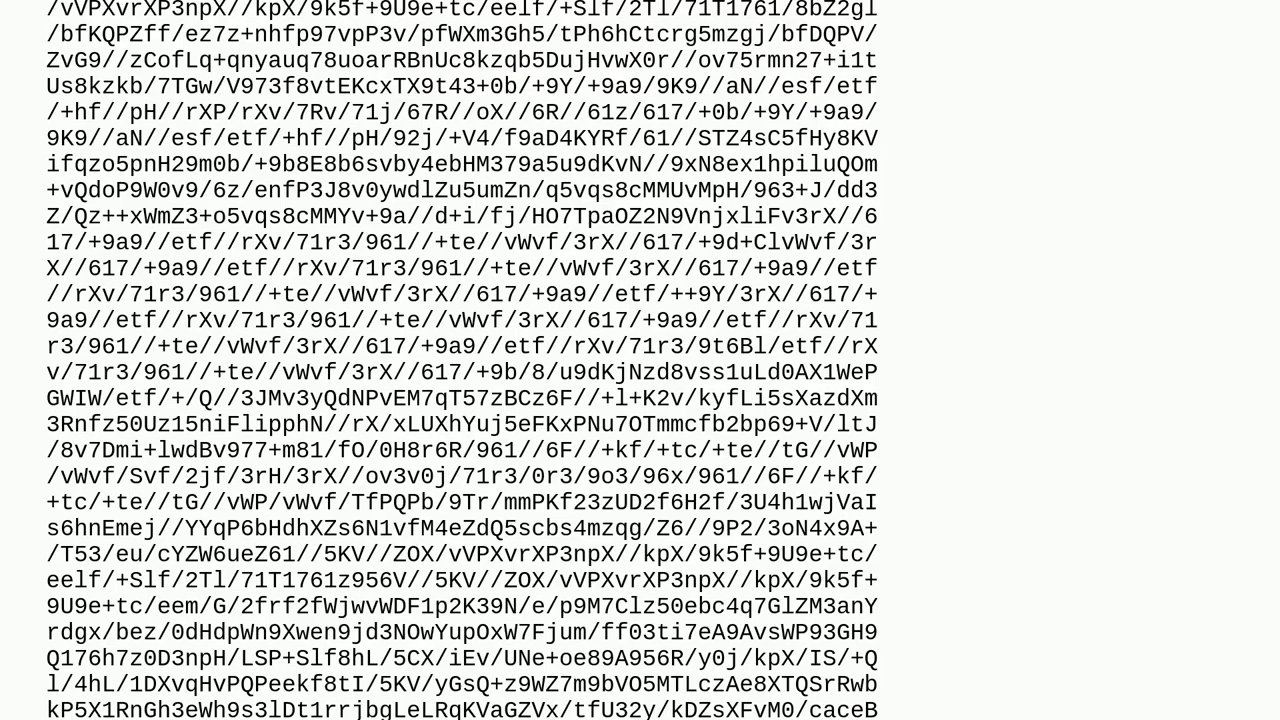 /vVPXvrXP3npX//kpX/9k5f+9U9e+tc/eelf/+Slf/2Tl/71T1761/8bZ2gl
/bfKQPZff/ez7z+nhfp97vpP3v/pfWXm3Gh5/tPh6hCtcrg5mzgj/bfDQPV/
ZvG9//zCofLq+qnyauq78uoarRBnUc8kzqb5DujHvwX0r//ov75rmn27+i1t
Us8kzkb/7TGw/V973f8vtEKcxTX9t43+0b/+9Y/+9a9/9K9//aN//esf/etf
/+hf//pH//rXP/rXv/7Rv/71j/67R//oX//6R//61z/617/+0b/+9Y/+9a9/
9K9//aN//esf/etf/+hf//pH/92j/+V4/f9aD4KYRf/61//STZ4sC5fHy8KV
ifqzo5pnH29m0b/+9b8E8b6svby4ebHM379a5u9dKvN//9xN8ex1hpiluQOm
+vQdoP9W0v9/6z/enfP3J8v0ywdlZu5umZn/q5vqs8cMMUvMpH/963+J/dd3
Z/Qz++xWmZ3+o5vqs8cMMYv+9a//d+i/fj/HO7TpaOZ2N9VnjxliFv3rX//6
17/+9a9//etf//rXv/71r3/961//+te//vWvf/3rX//617/+9d+ClvWvf/3r
X//617/+9a9//etf//rXv/71r3/961//+te//vWvf/3rX//617/+9a9//etf
//rXv/71r3/961//+te//vWvf/3rX//617/+9a9//etf/++9Y/3rX//617/+
9a9//etf//rXv/71r3/961//+te//vWvf/3rX//617/+9a9//etf//rXv/71
r3/961//+te//vWvf/3rX//617/+9a9//etf//rXv/71r3/9t6Bl/etf//rX
v/71r3/961//+te//vWvf/3rX//617/+9b/8/u9dKjNzd8vss1uLd0AX1WeP
GWIW/etf/+/Q//3JMv3yQdNPvEM7qT57zBCz6F//+l+K2v/kyfLi5sXazdXm
3Rnfz50Uz15niFlipphN//rX/xLUXhYuj5eFKxPNu7OTmmcfb2bp69+V/ltJ
/8v7Dmi+lwdBv977+m81/fO/0H8r6R/961//6F//+kf/+tc/+te//tG//vWP
/vWvf/Svf/2jf/3rH/3rX//ov3v0j/71r3/0r3/9o3/96x/961//6F//+kf/
+tc/+te//tG//vWP/vWvf/TfPQPb/9Tr/mmPKf23zUD2f6H2f/3U4h1wjVaI
s6hnEmej//YYqP6bHdhXZs6N1vfM4eZdQ5scbs4mzqg/Z6//9P2/3oN4x9A+
/T53/eu/cYZW6ueZ61//5KV//ZOX/vVPXvrXP3npX//kpX/9k5f+9U9e+tc/
eelf/+Slf/2Tl/71T1761z956V//5KV//ZOX/vVPXvrXP3npX//kpX/9k5f+
9U9e+tc/eem/G/2frf2fWjwvWDF1p2K39N/e/p9M7Clz50ebc4q7GlZM3anY
rdgx/bez/0dHdpWn9Xwen9jd3NOwYupOxW7Fjum/ff03ti7eA9AvsWP93GH9
Q176h7z0D3npH/LSP+Slf8hL/5CX/iEv/UNe+oe89A956R/y0j/kpX/IS/+Q
l/4hL/1DXvqHvPQPeekf8tI/5KV/yGsQ+z9WZ7m9bVO5MTLczAe8XTQSrRwb
kP5X1RnGh3eWh9s3lDt1rrjbgLeLRqKVaGZVx/tfU32y/kDZsXFvM0/caceB